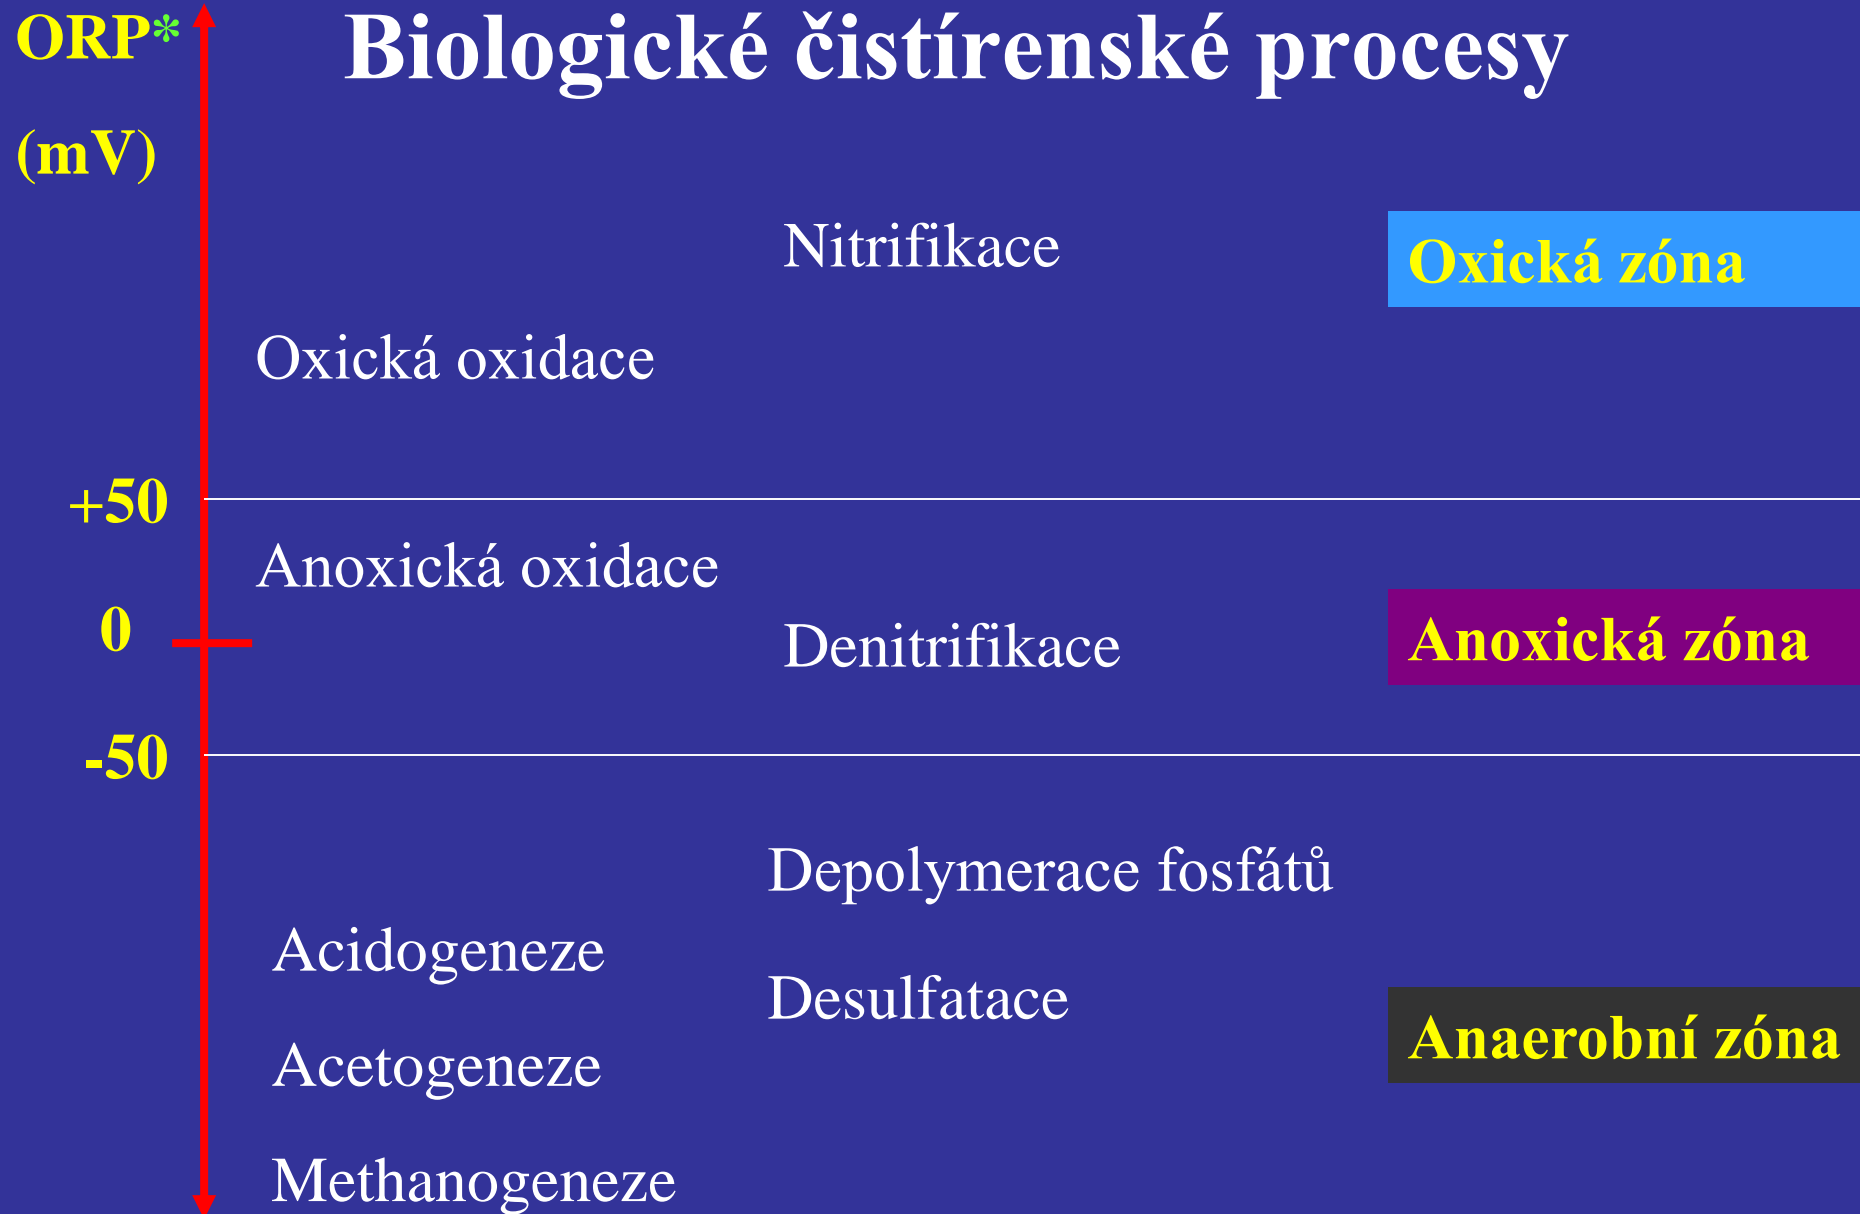 ORP*
(mV)
Biologické čistírenské procesy
Nitrifikace
Oxická zóna
Oxická oxidace
+50
Anoxická oxidace
0
Denitrifikace
Anoxická zóna
-50
Depolymerace fosfátů
Acidogeneze
Desulfatace
Anaerobní zóna
Acetogeneze
Methanogeneze